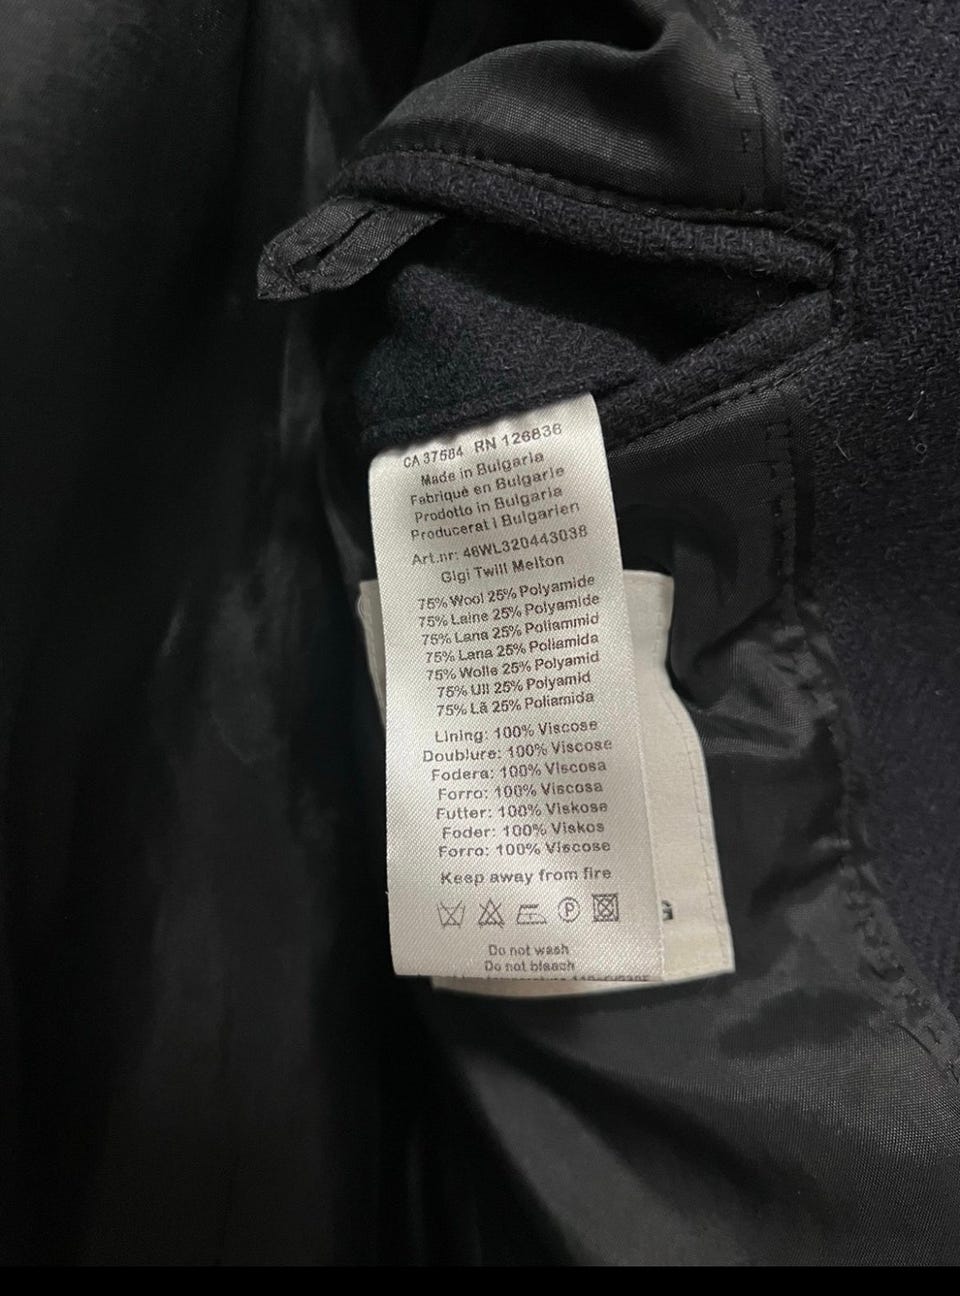 CA 37584 RN 126836
Made in Bulgaria
Fabriqué en Bulgarie
Prodotto in Bulgaria
Producerat i Bulgarien
Art.nr: 46WL320443038
Gigi Twill Melton
75% Wool 25% Polyamide
75% Laine 25% Polyamide
75% Lana 25% Poliammid
75% Lana 25% Poliamida
75% Wolle 25% Polyamid
75% Ull 25% Polyamid
75% Lã 25% Poliamida
Lining: 100% Viscose
Doublure: 100% Viscose
Fodera: 100% Viscosa
Forro: 100% Viscosa
Futter: 100% Viskose
Foder: 100% Viskos
Forro: 100% Viscose
Keep away from fire
P
G
Do not wash
Do not bleach